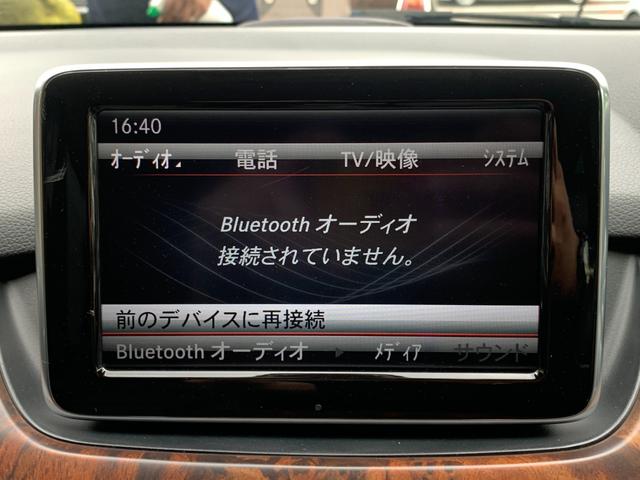 16:40
オーディオ 電話 TV/映像 システム
Bluetooth オーディオ
接続されていません。
前のデバイスに再接続
Bluetooth オーディオ メディア サウンド